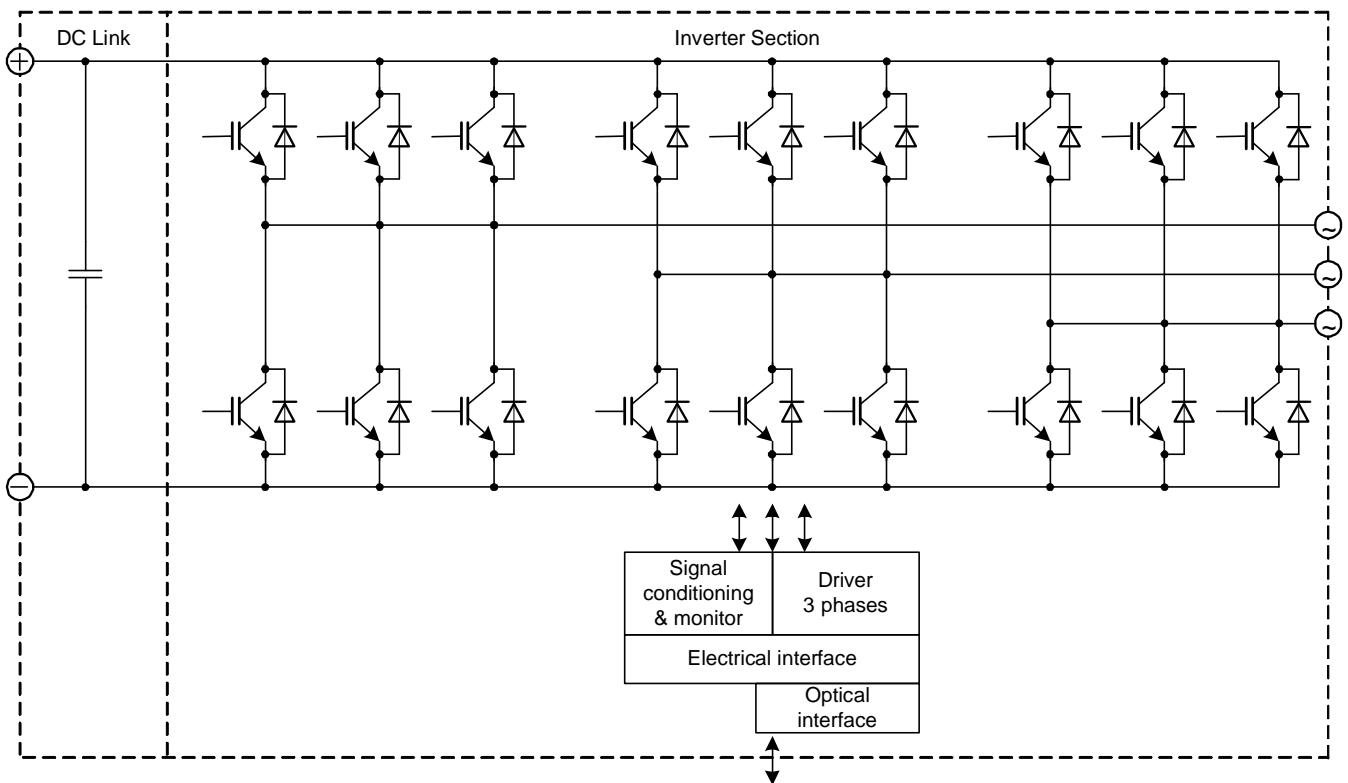 DC Link
Inverter Section
+
~
~
~
−
Signal
conditioning
& monitor
Driver
3 phases
Electrical interface
Optical
interface